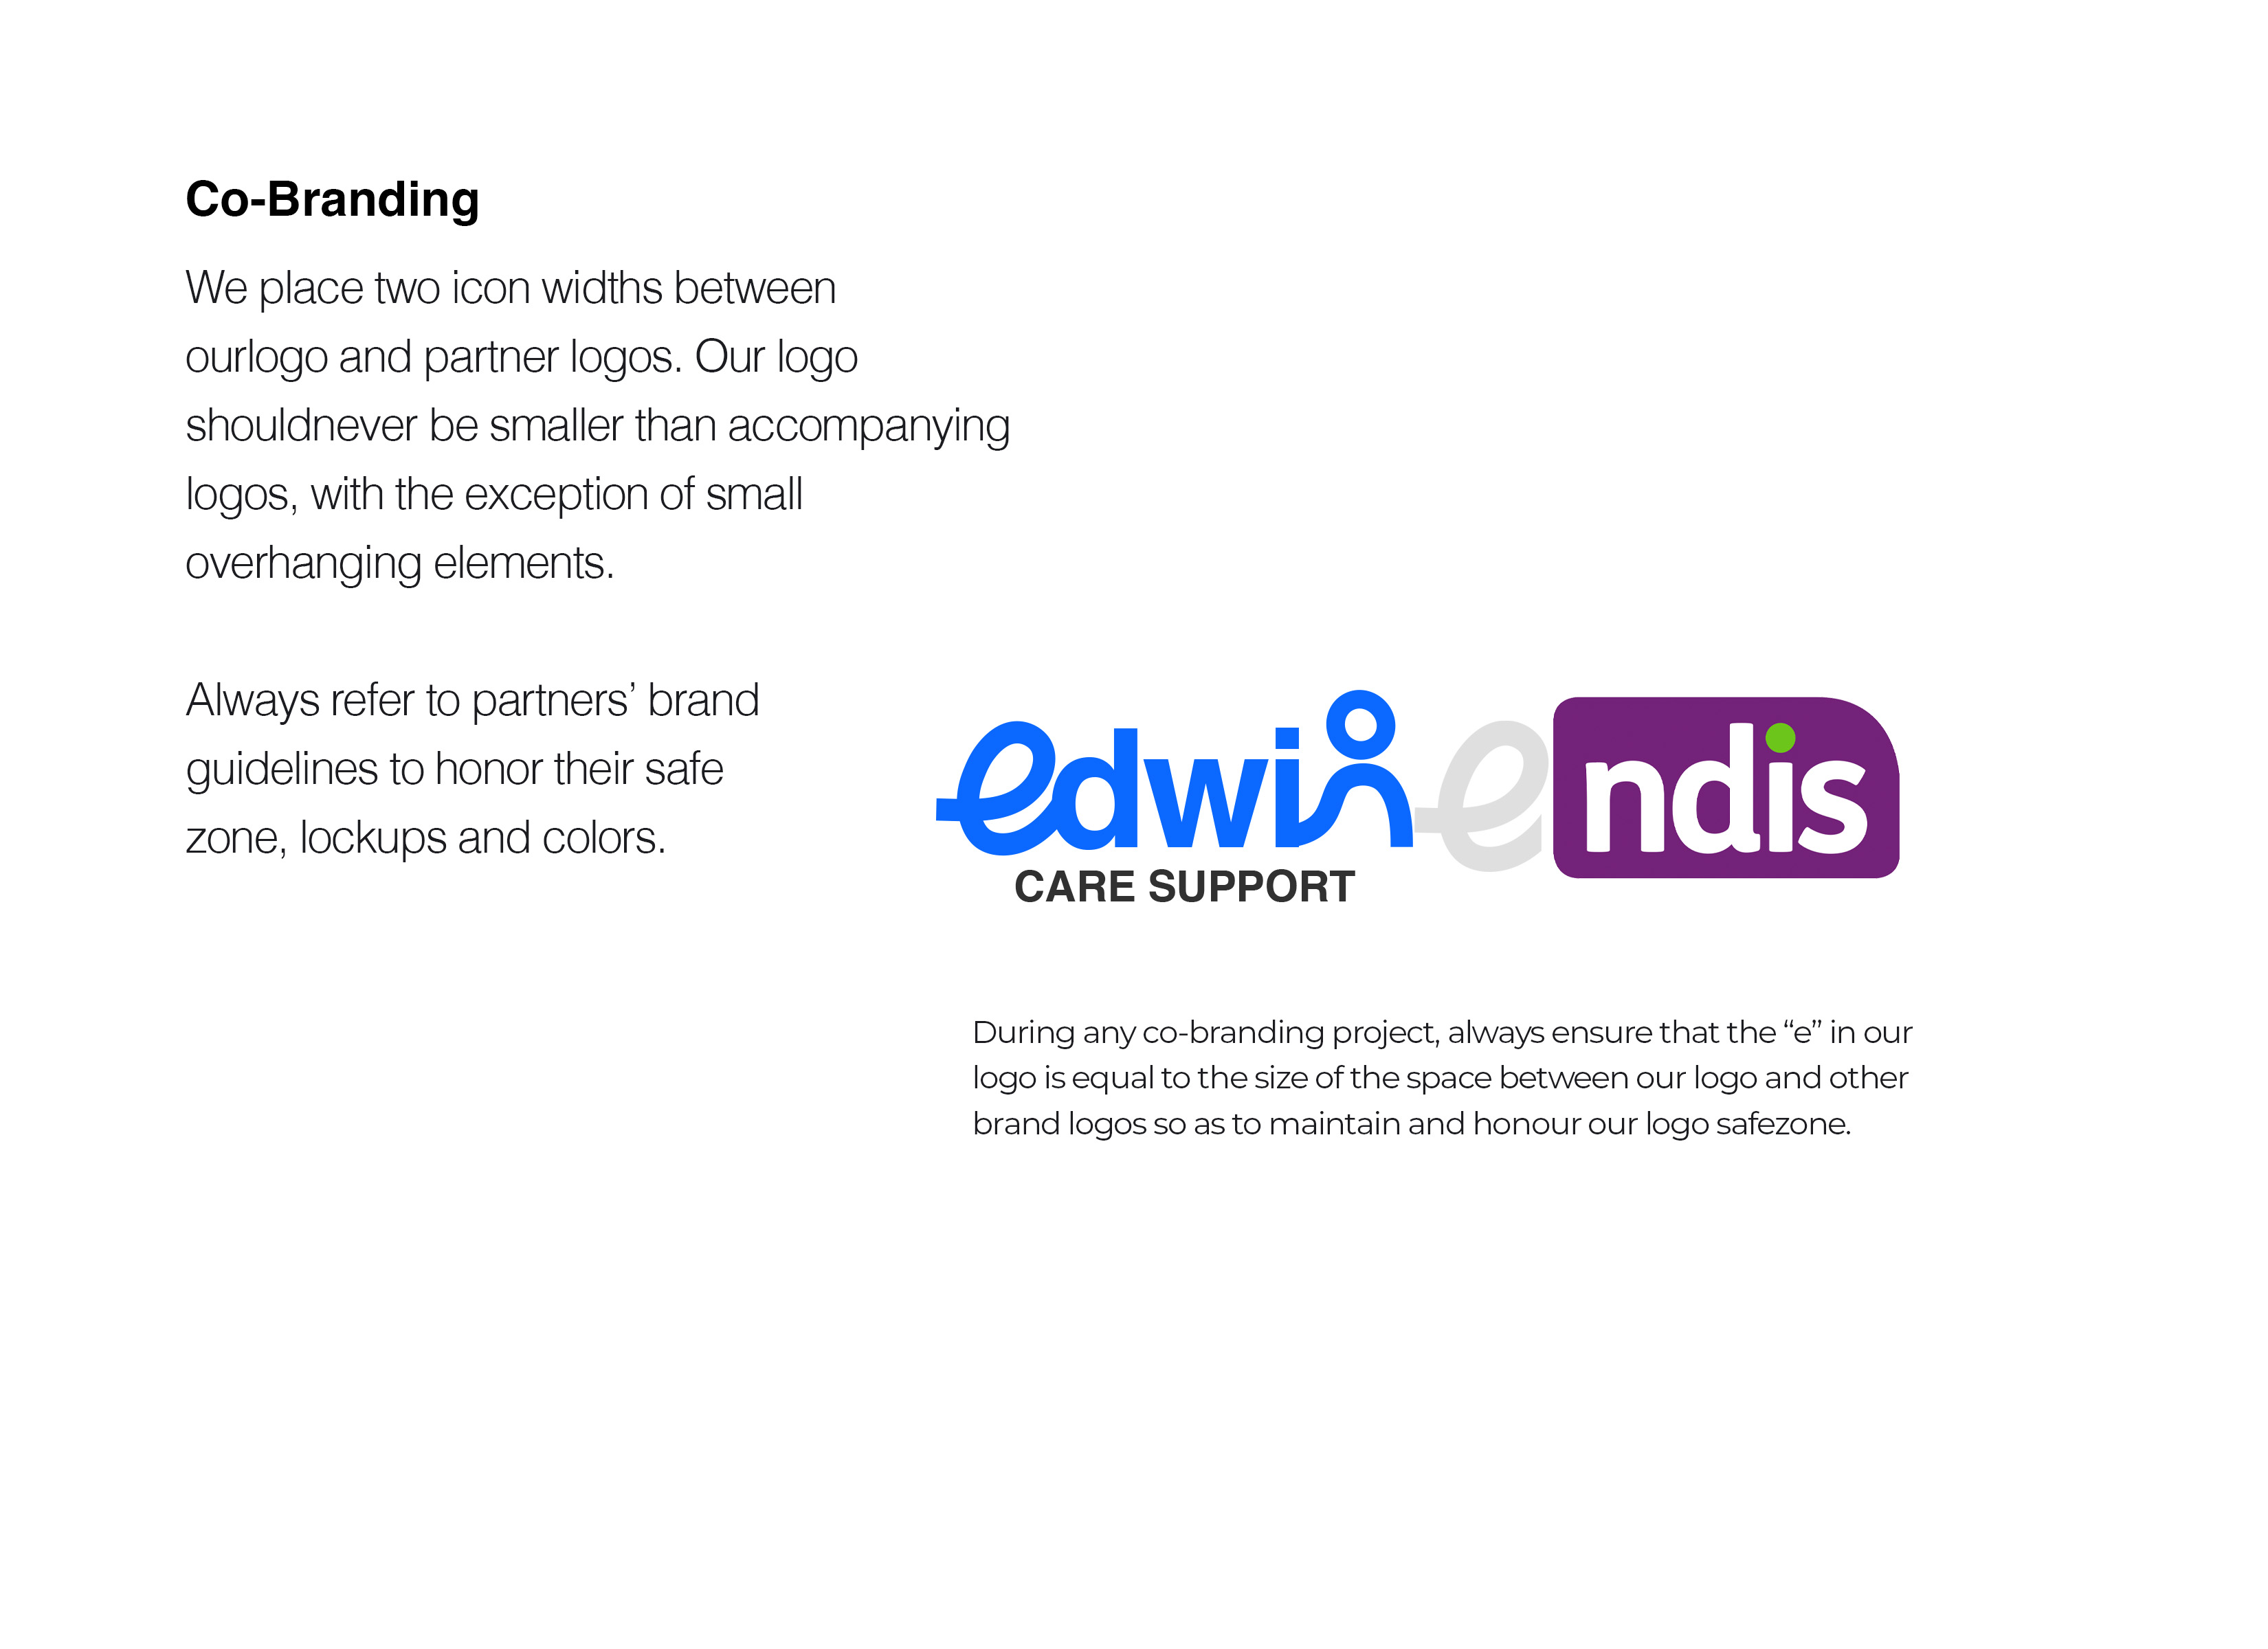 Co-Branding
We place two icon widths between
ourlogo and partner logos. Our logo
shouldnever be smaller than accompanying
logos, with the exception of small
overhanging elements.
Always refer to partners’ brand
guidelines to honor their safe
zone, lockups and colors.
edwin e ndis
CARE SUPPORT
During any co-branding project, always ensure that the “e” in our
logo is equal to the size of the space between our logo and other
brand logos so as to maintain and honour our logo safezone.